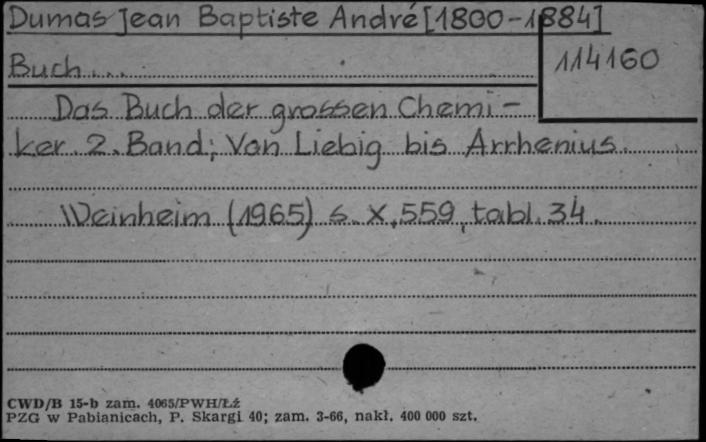 Dumas Jean Baptiste André [1800-1884]
Buch...
114160
Das Buch der grossen Chemi-
ker. 2. Band; Von Liebig bis Arrhenius.
Weinheim (1965) s. X, 559, tabl. 34.
CWD/B 15-b zam. 4065/PWH/Łż
PZG w Pabianicach, P. Skargi 40; zam. 3-66, nakł. 400 000 szt.